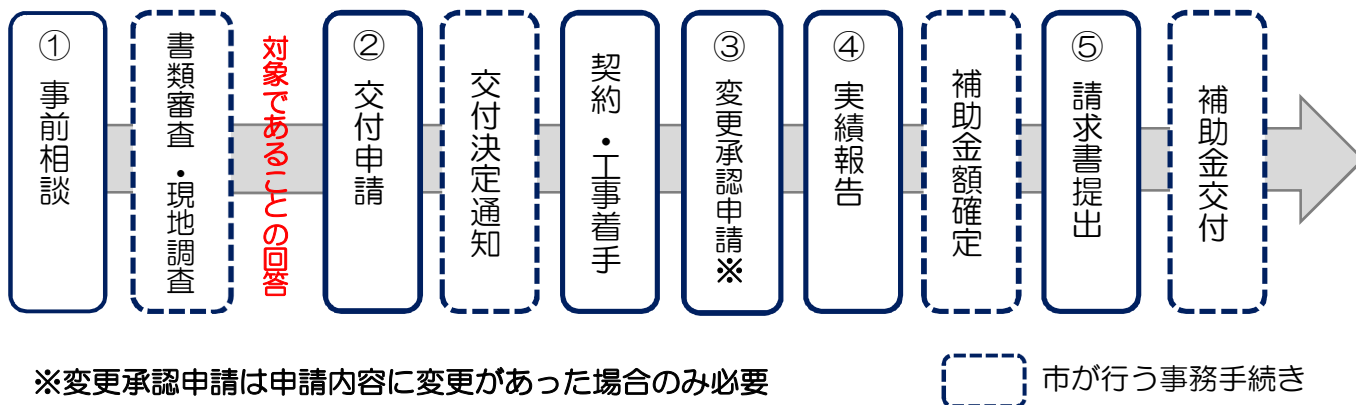 ①事前相談
書類審査・現地調査
対象であることの回答
②交付申請
交付決定通知
契約・工事着手
③変更承認申請※
④実績報告
補助金額確定
⑤請求書提出
補助金交付
※変更承認申請は申請内容に変更があった場合のみ必要
市が行う事務手続き